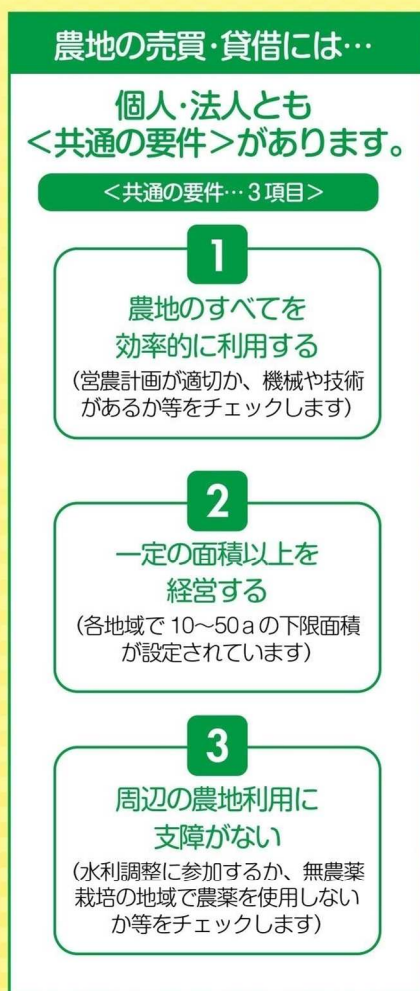 農地の売買・貸借には…
個人・法人とも
＜共通の要件＞があります。
＜共通の要件…３項目＞
1
農地のすべてを
効率的に利用する
（営農計画が適切か、機械や技術
があるか等をチェックします）
2
一定の面積以上を
経営する
（各地域で 10～50ａの下限面積
が設定されています）
3
周辺の農地利用に
支障がない
（水利調整に参加するか、無農薬
栽培の地域で農薬を使用しない
か等をチェックします）